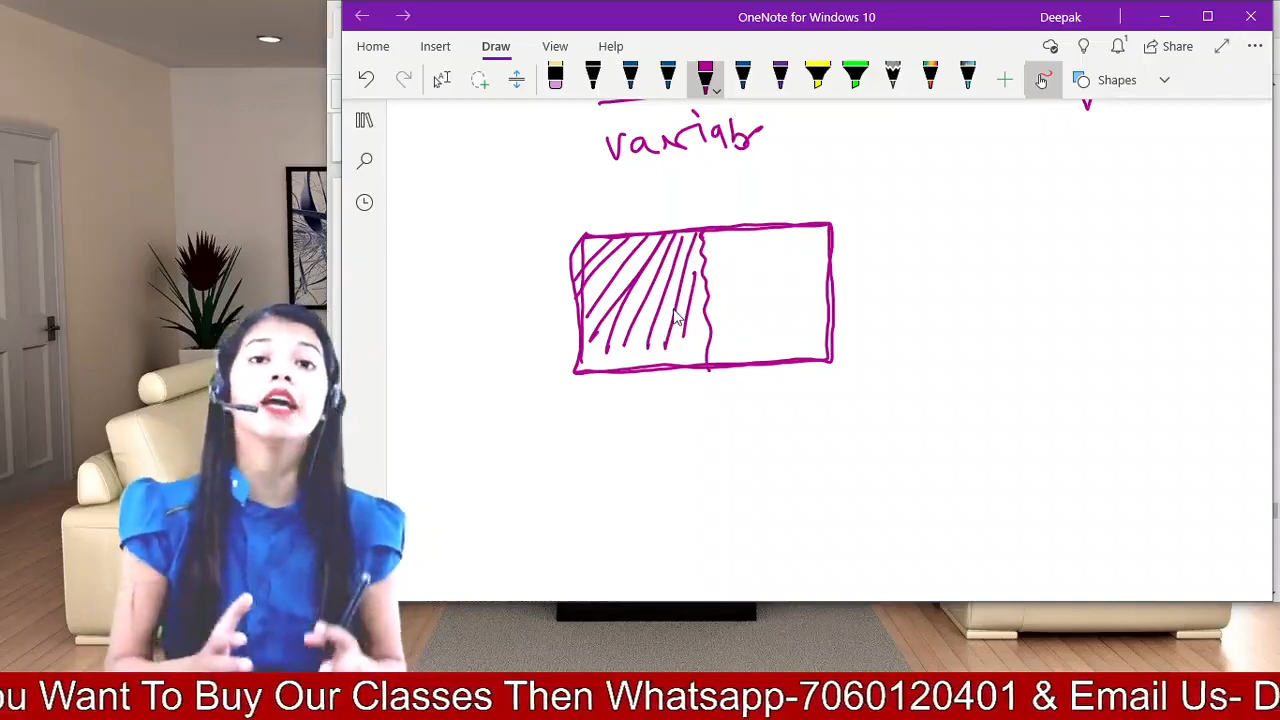 OneNote for Windows 10
Deepak
Home Insert Draw View Help
Share
Shapes
ou Want To Buy Our Classes Then Whatsapp-7060120401 & Email Us- D